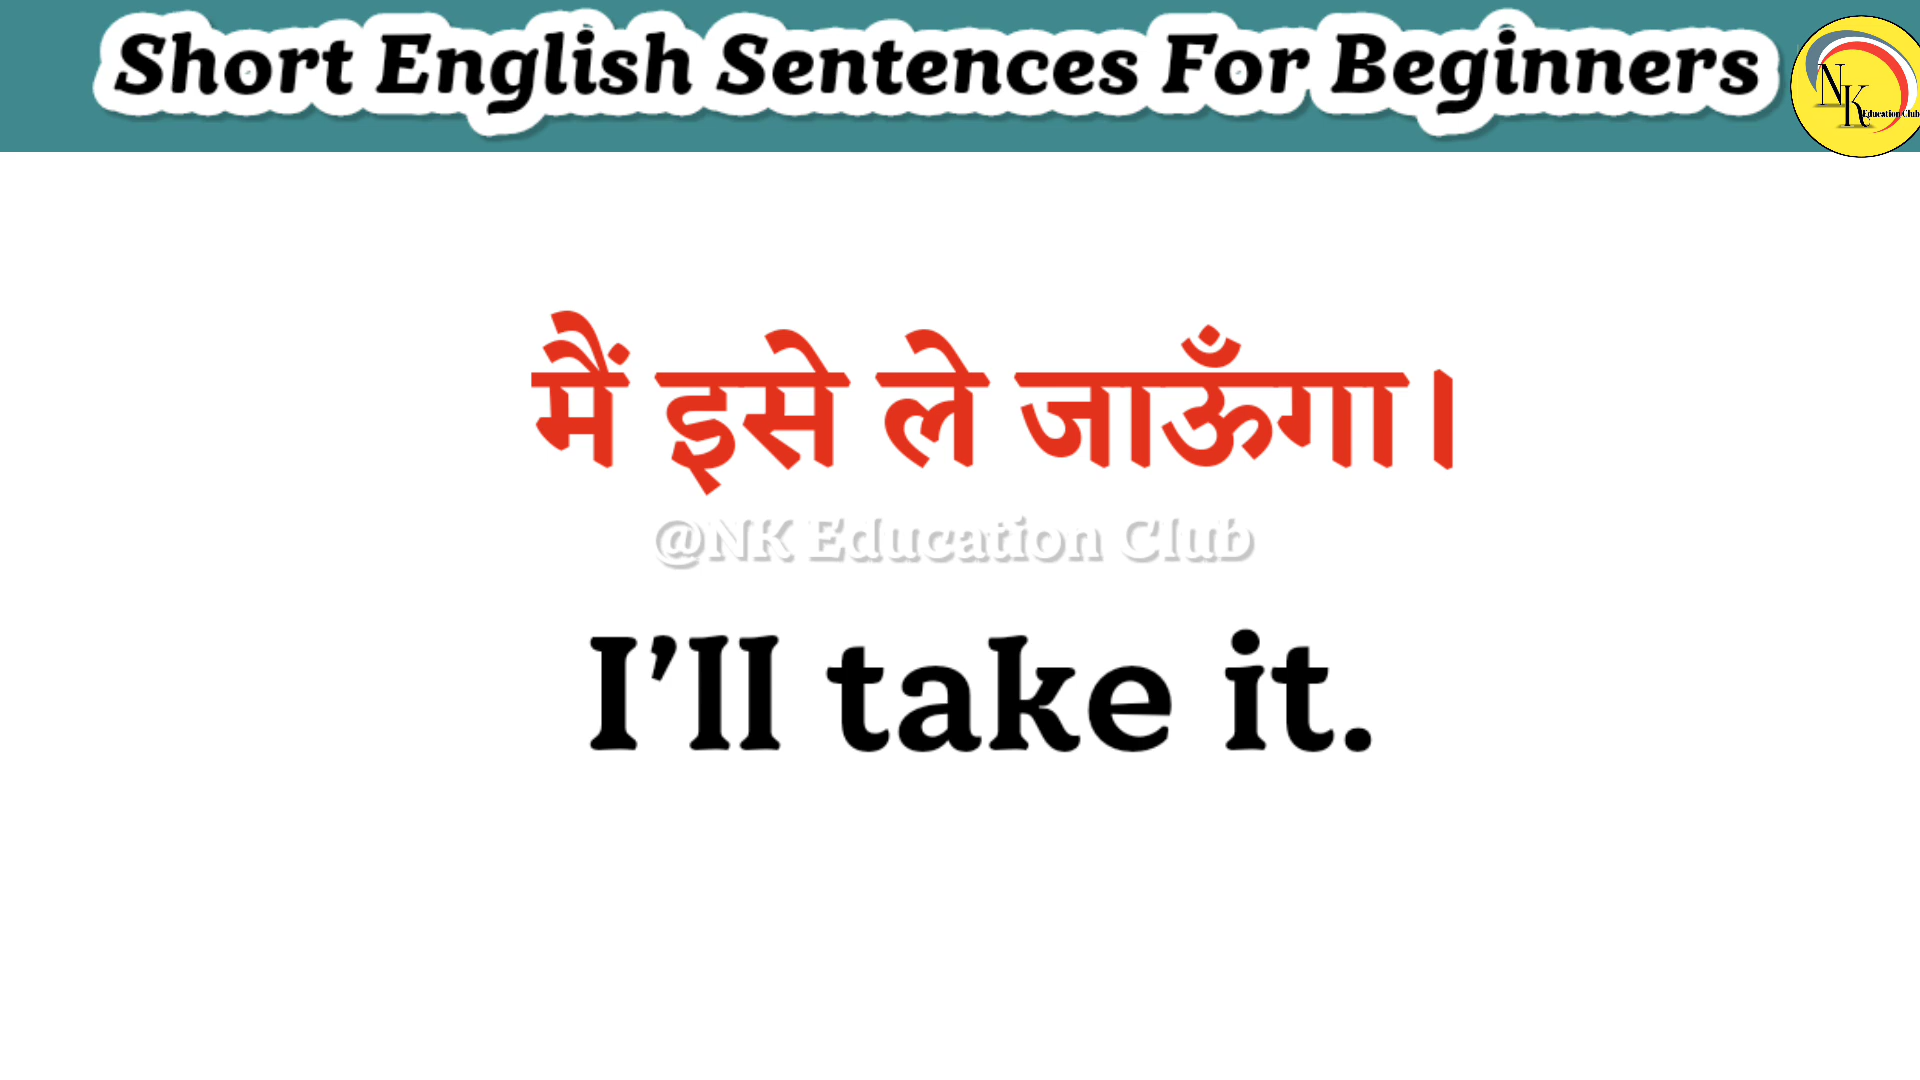 Short English Sentences For Beginners
NK
Education Club
मैं इसे ले जाऊँगा।
@NK Education Club
I’ll take it.